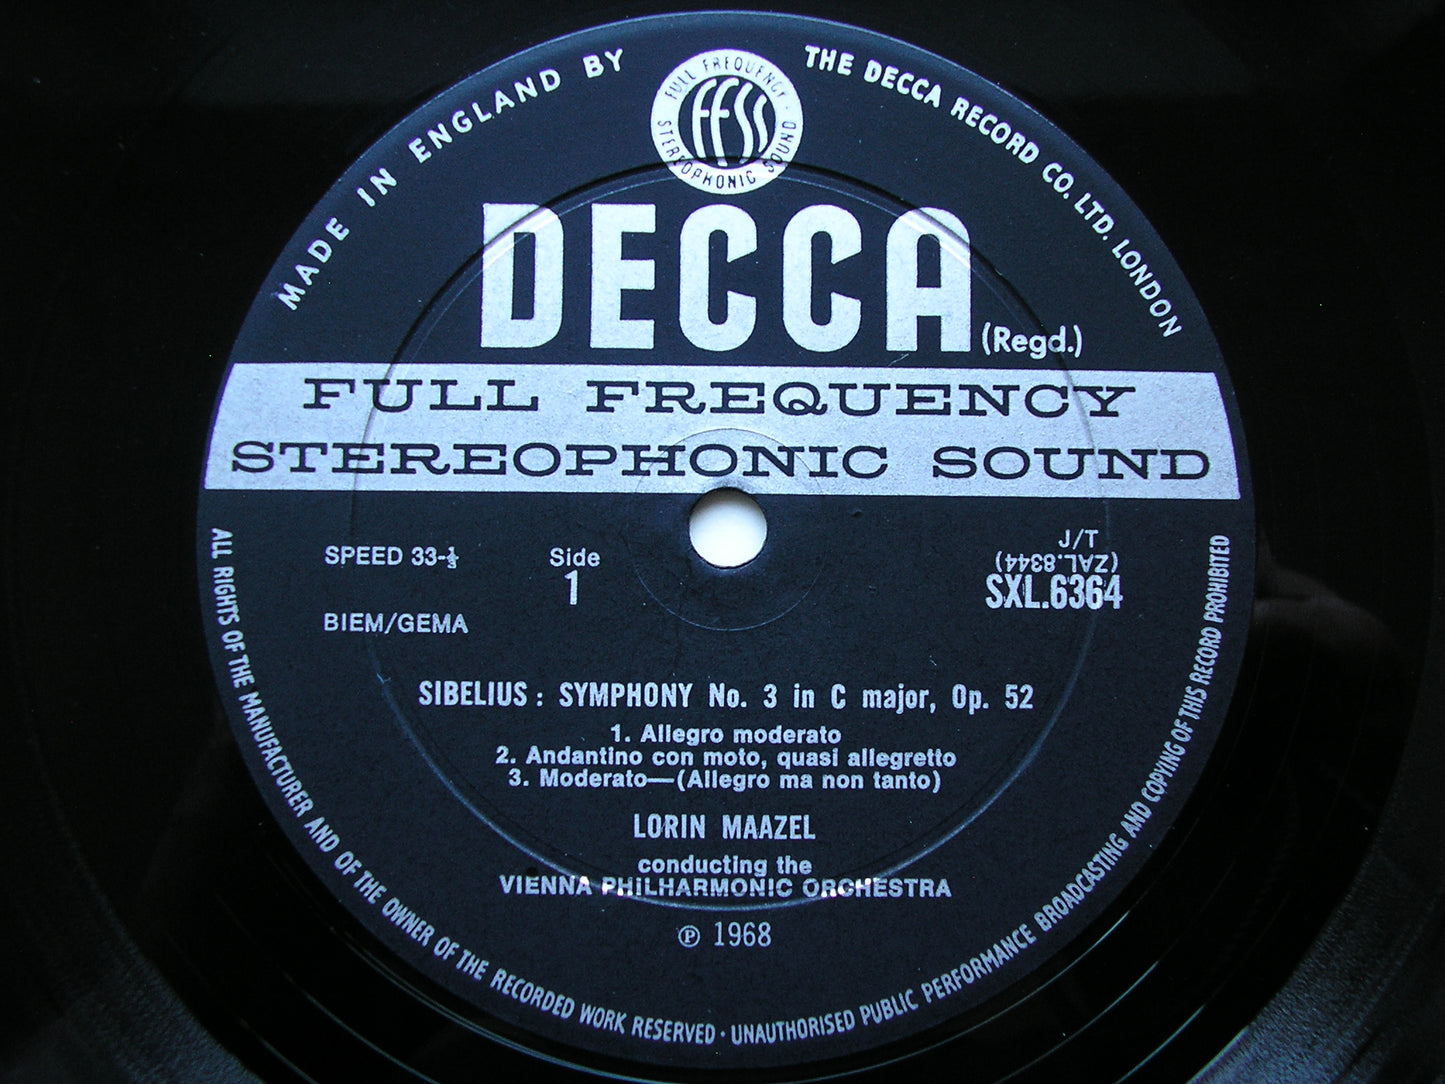 MADE IN ENGLAND BY
THE DECCA RECORD CO. LTD. LONDON
FULL FREQUENCY
STEREOPHONIC SOUND
FFSS
DECCA (Regd.)
FULL FREQUENCY
STEREOPHONIC SOUND
SPEED 33-⅓
Side
1
J/T
(ZAL.8344)
SXL.6364
BIEM/GEMA
SIBELIUS: SYMPHONY No. 3 in C major, Op. 52
1. Allegro moderato
2. Andantino con moto, quasi allegretto
3. Moderato—(Allegro ma non tanto)
LORIN MAAZEL
conducting the
VIENNA PHILHARMONIC ORCHESTRA
℗ 1968
ALL RIGHTS OF THE MANUFACTURER AND OF THE OWNER OF THE RECORDED WORK RESERVED · UNAUTHORISED PUBLIC PERFORMANCE BROADCASTING AND COPYING OF THIS RECORD PROHIBITED